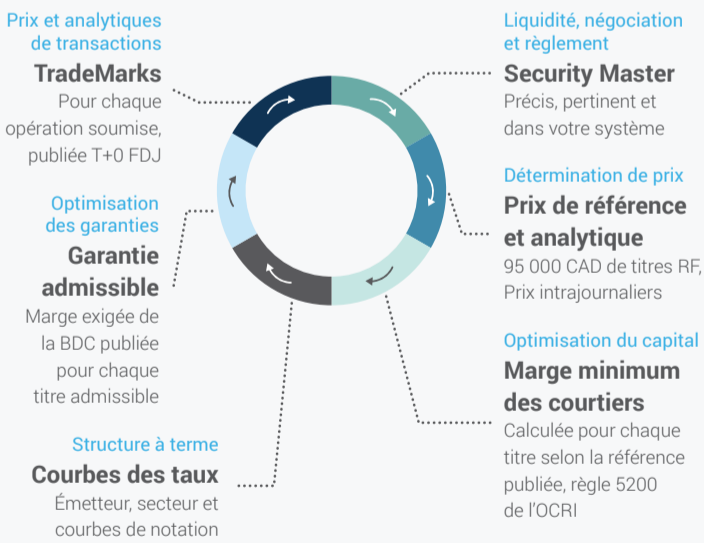 Prix et analytiques
de transactions
TradeMarks
Pour chaque
opération soumise,
publiée T+0 FDJ
Optimisation
des garanties
Garantie
admissible
Marge exigée de
la BDC publiée
pour chaque
titre admissible
Structure à terme
Courbes des taux
Émetteur, secteur et
courbes de notation
Liquidité, négociation
et règlement
Security Master
Précis, pertinent et
dans votre système
Détermination de prix
Prix de référence
et analytique
95 000 CAD de titres RF,
Prix intrajournaliers
Optimisation du capital
Marge minimum
des courtiers
Calculée pour chaque
titre selon la référence
publiée, règle 5200
de l'OCRI